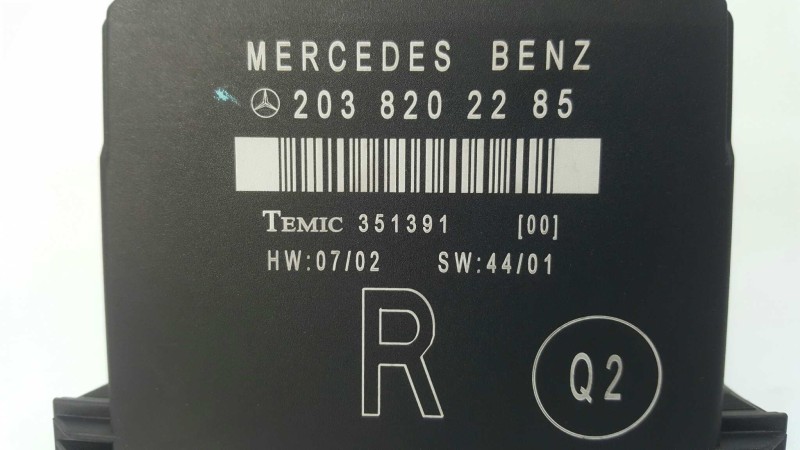 MERCEDES BENZ
203 820 22 85
TEMIC 351391 [00]
HW:07/02 SW:44/01
R
Q2